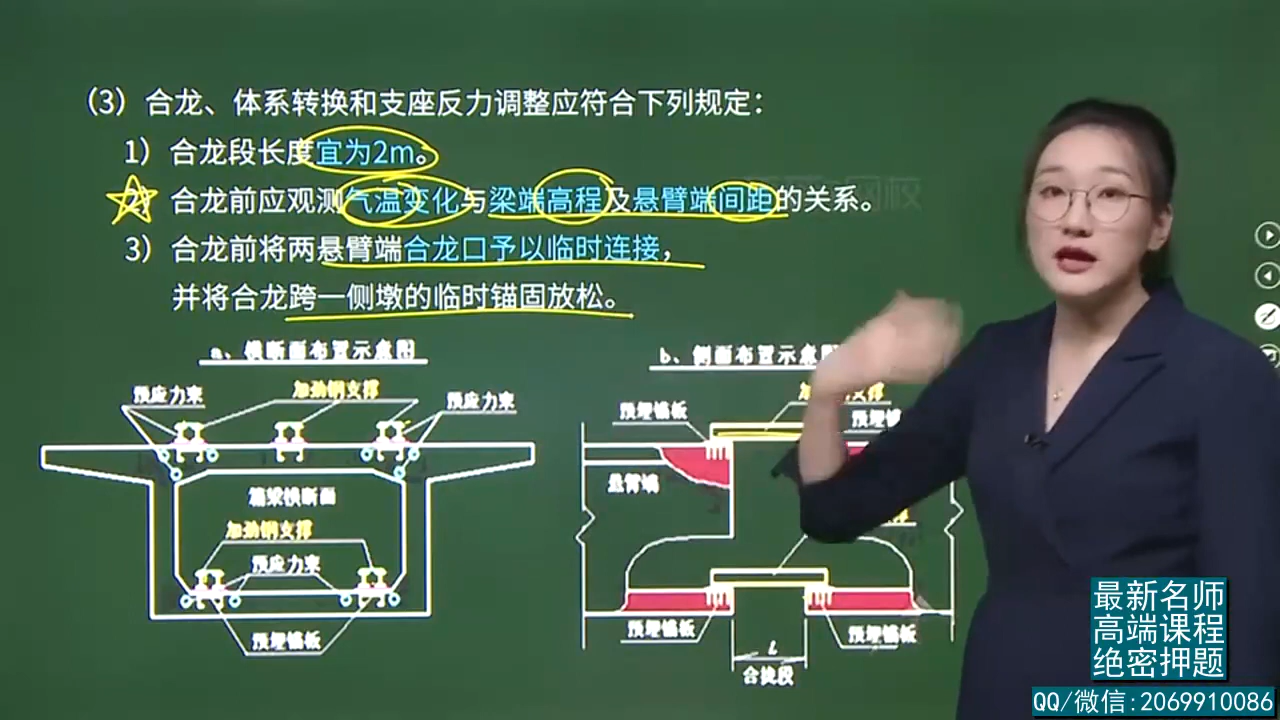 (3)合龙、体系转换和支座反力调整应符合下列规定：
1)合龙段长度宜为2m。
2)合龙前应观测气温变化与梁端高程及悬臂端间距的关系。
3)合龙前将两悬臂端合龙口予以临时连接，
并将合龙跨一侧墩的临时锚固放松。
a、横断面布置示意图
b、侧面布置示意图
预应力束
加劲钢支撑
预应力束
预埋锚板
悬臂端
箱梁横断面
加劲钢支撑
预应力束
预埋锚板
预埋锚板
预埋锚板
L
合拢段
最新名师
高端课程
绝密押题
QQ/微信:2069910086